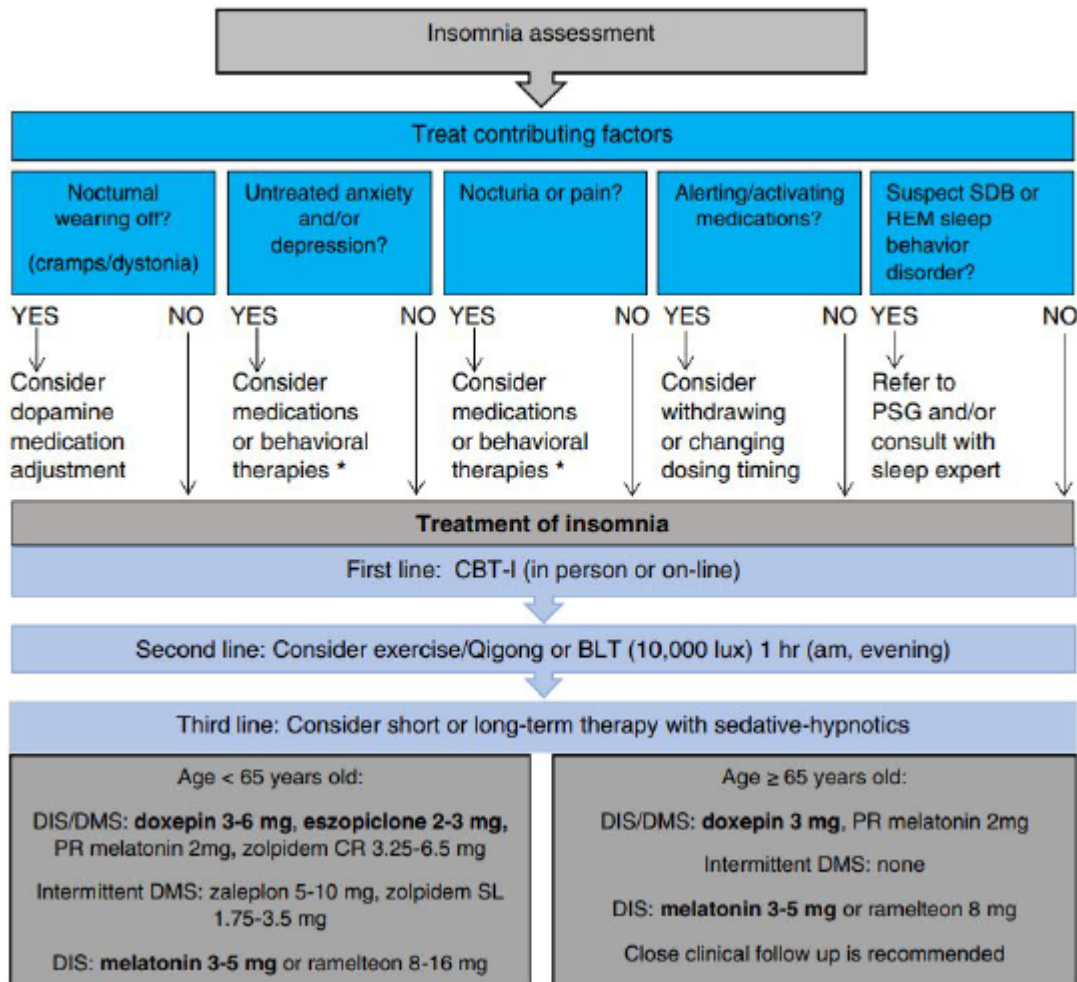 Insomnia assessment
Treat contributing factors
Nocturnal
wearing off?
(cramps/dystonia)
Untreated anxiety
and/or
depression?
Nocturia or pain?
Alerting/activating
medications?
Suspect SDB or
REM sleep
behavior
disorder?
YES NO YES NO YES NO YES NO YES NO
Consider
dopamine
medication
adjustment
Consider
medications
or behavioral
therapies *
Consider
medications
or behavioral
therapies *
Consider
withdrawing
or changing
dosing timing
Refer to
PSG and/or
consult with
sleep expert
Treatment of insomnia
First line: CBT-I (in person or on-line)
Second line: Consider exercise/Qigong or BLT (10,000 lux) 1 hr (am, evening)
Third line: Consider short or long-term therapy with sedative-hypnotics
Age < 65 years old:
DIS/DMS: doxepin 3-6 mg, eszopiclone 2-3 mg,
PR melatonin 2mg, zolpidem CR 3.25-6.5 mg
Intermittent DMS: zaleplon 5-10 mg, zolpidem SL
1.75-3.5 mg
DIS: melatonin 3-5 mg or ramelteon 8-16 mg
Age ≥ 65 years old:
DIS/DMS: doxepin 3 mg, PR melatonin 2mg
Intermittent DMS: none
DIS: melatonin 3-5 mg or ramelteon 8 mg
Close clinical follow up is recommended